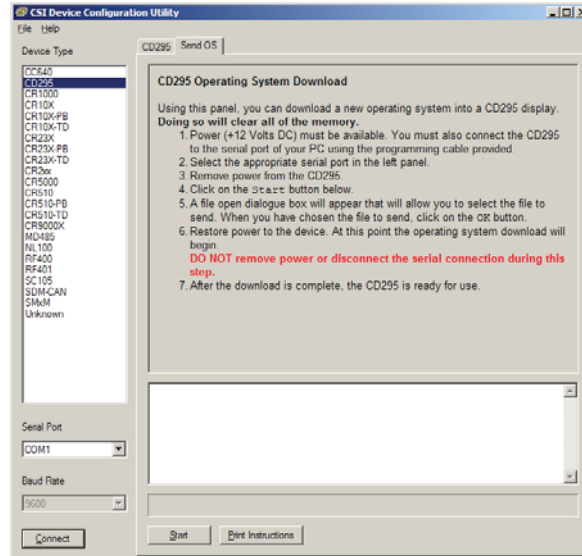 CSI Device Configuration Utility
File Help
Device Type
CD295 Send OS
CC640
CD295
CR1000
CR10X
CR10X-PB
CR10X-TD
CR23X
CR23X-PB
CR23X-TD
CR2xx
CR5000
CR510
CR510-PB
CR510-TD
CR9000X
MD485
NL100
RF400
RF401
SC105
SDM-CAN
SMxM
Unknown
CD295 Operating System Download
Using this panel, you can download a new operating system into a CD295 display.
Doing so will clear all of the memory.
1. Power (+12 Volts DC) must be available. You must also connect the CD295
to the serial port of your PC using the programming cable provided.
2. Select the appropriate serial port in the left panel.
3. Remove power from the CD295.
4. Click on the Start button below.
5. A file open dialogue box will appear that will allow you to select the file to
send. When you have chosen the file to send, click on the OK button.
6. Restore power to the device. At this point the operating system download will
begin.
DO NOT remove power or disconnect the serial connection during this
step.
7. After the download is complete, the CD295 is ready for use.
Serial Port
COM1
Baud Rate
9600
Connect
Start Print Instructions